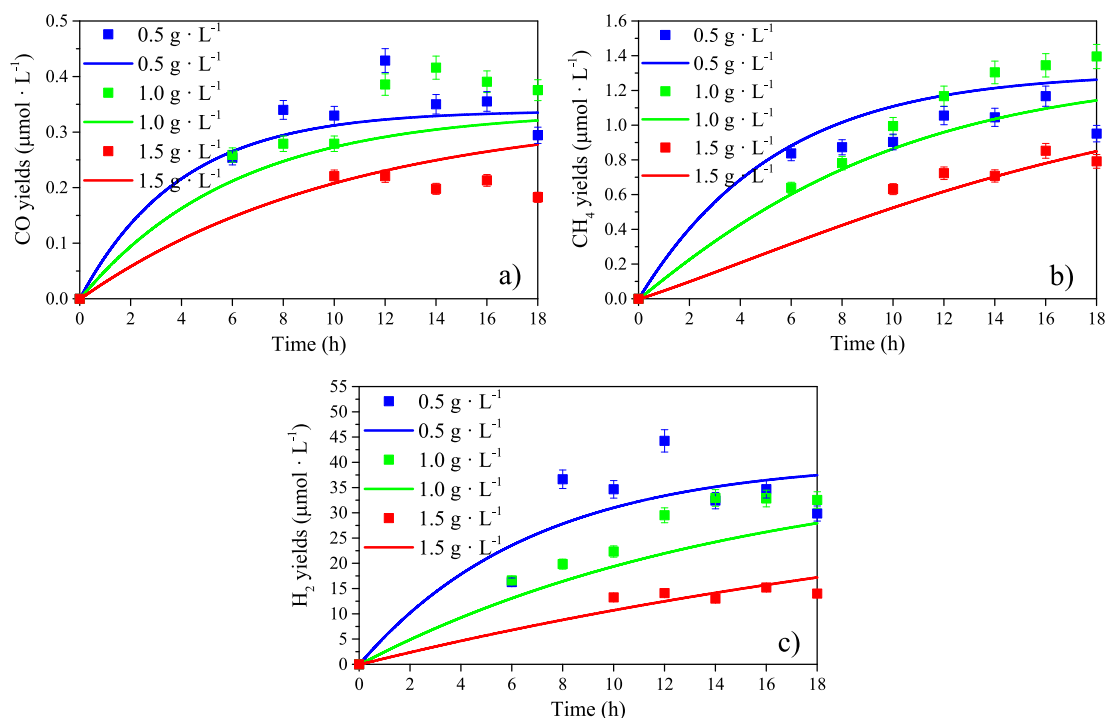 CO yields (μmol · L⁻¹)
0.5
0.4
0.3
0.2
0.1
0.0
0.5 g · L⁻¹
0.5 g · L⁻¹
1.0 g · L⁻¹
1.0 g · L⁻¹
1.5 g · L⁻¹
1.5 g · L⁻¹
a)
0 2 4 6 8 10 12 14 16 18
Time (h)
CH₄ yields (μmol · L⁻¹)
1.6
1.4
1.2
1.0
0.8
0.6
0.4
0.2
0.0
0.5 g · L⁻¹
0.5 g · L⁻¹
1.0 g · L⁻¹
1.0 g · L⁻¹
1.5 g · L⁻¹
1.5 g · L⁻¹
b)
0 2 4 6 8 10 12 14 16 18
Time (h)
H₂ yields (μmol · L⁻¹)
55
50
45
40
35
30
25
20
15
10
5
0
0.5 g · L⁻¹
0.5 g · L⁻¹
1.0 g · L⁻¹
1.0 g · L⁻¹
1.5 g · L⁻¹
1.5 g · L⁻¹
c)
0 2 4 6 8 10 12 14 16 18
Time (h)